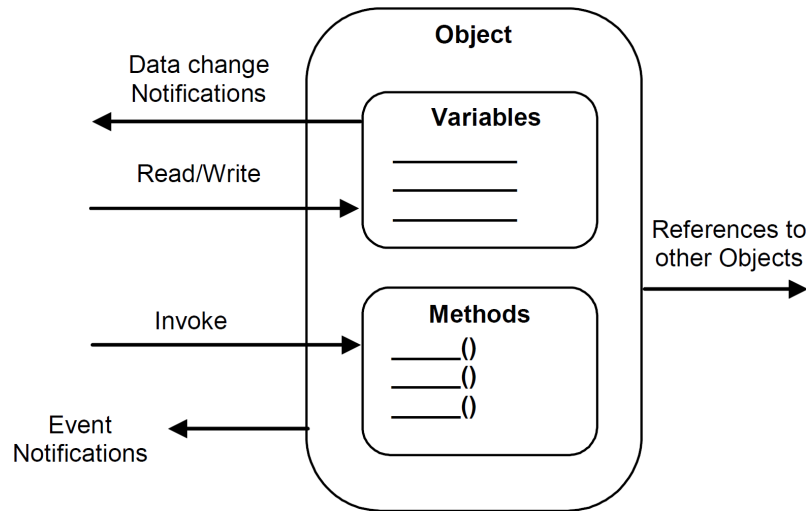 Object
Data change
Notifications
Variables
Read/Write
References to
other Objects
Invoke
Methods
______()
______()
______()
Event
Notifications